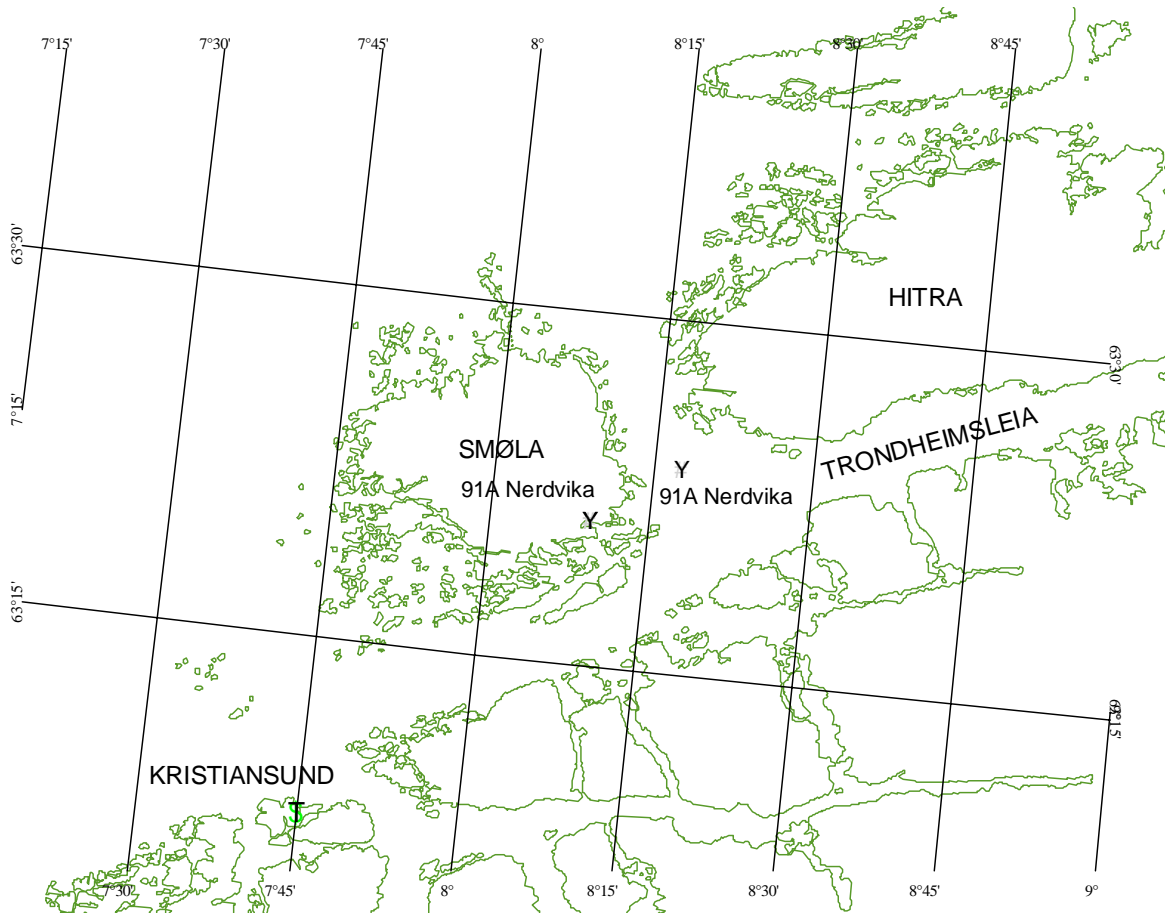 7°15'
7°30'
7°45'
8°
8°15'
8°30'
8°45'
63°30'
HITRA
63°30'
7°15'
TRONDHEIMSLEIA
SMØLA
Y
91A Nerdvika
91A Nerdvika
Y
63°15'
KRISTIANSUND
T
S
7°30'
7°45'
8°
8°15'
8°30'
8°45'
9°